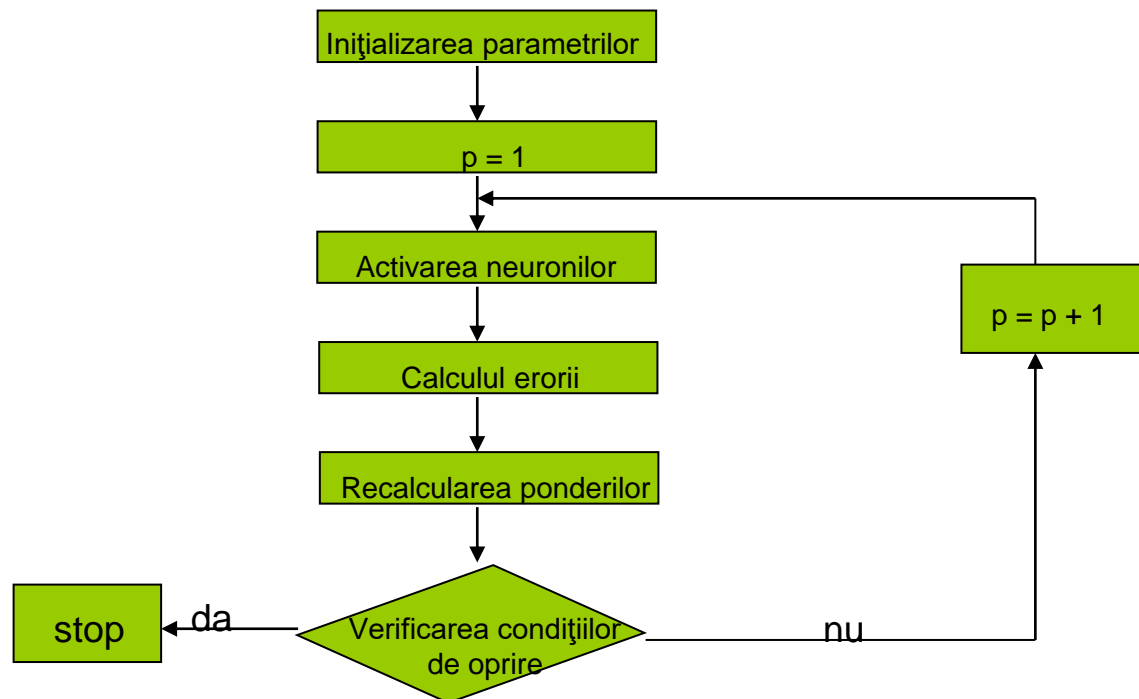 Iniţializarea parametrilor
p = 1
Activarea neuronilor
p = p + 1
Calculul erorii
Recalcularea ponderilor
stop
da
Verificarea condiţiilor
de oprire
nu